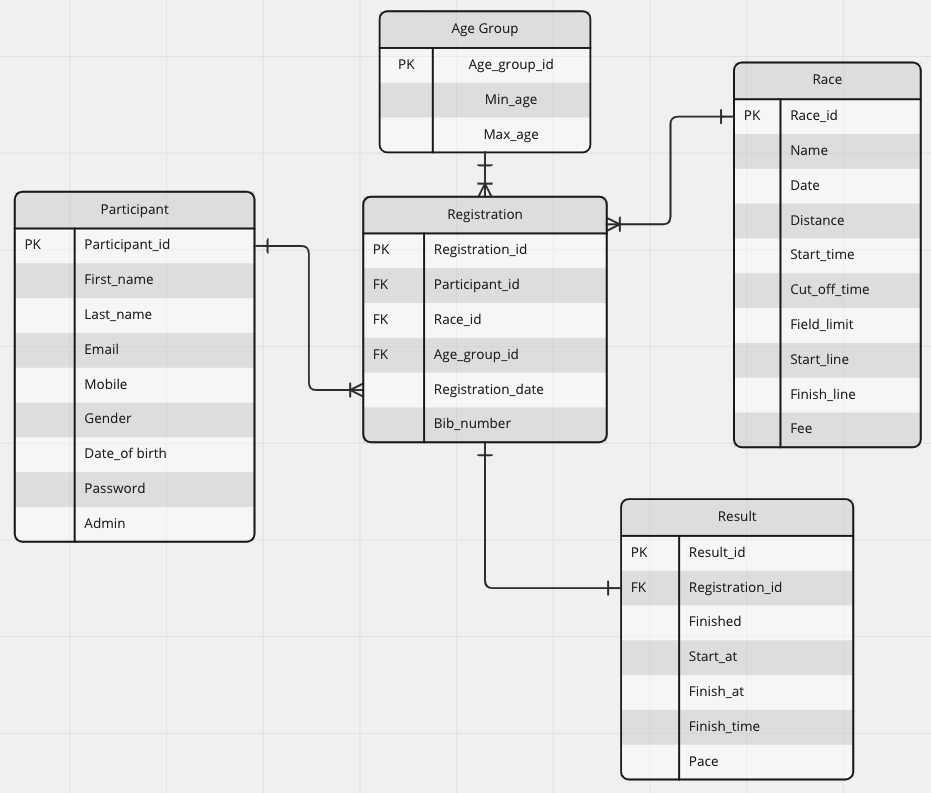 Age Group
PK Age_group_id
Min_age
Max_age
Race
PK Race_id
Name
Date
Distance
Start_time
Cut_off_time
Field_limit
Start_line
Finish_line
Fee
Participant
PK Participant_id
First_name
Last_name
Email
Mobile
Gender
Date_of birth
Password
Admin
Registration
PK Registration_id
FK Participant_id
FK Race_id
FK Age_group_id
Registration_date
Bib_number
Result
PK Result_id
FK Registration_id
Finished
Start_at
Finish_at
Finish_time
Pace